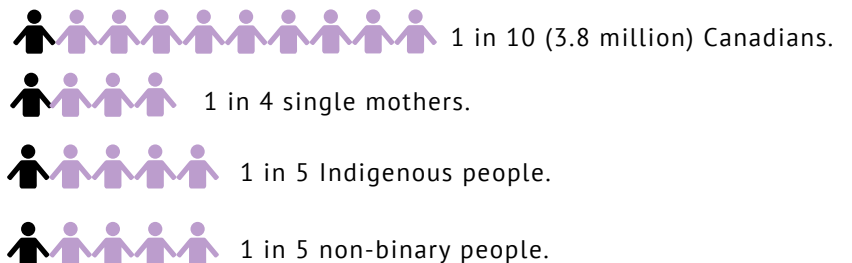 1 in 10 (3.8 million) Canadians.
1 in 4 single mothers.
1 in 5 Indigenous people.
1 in 5 non-binary people.